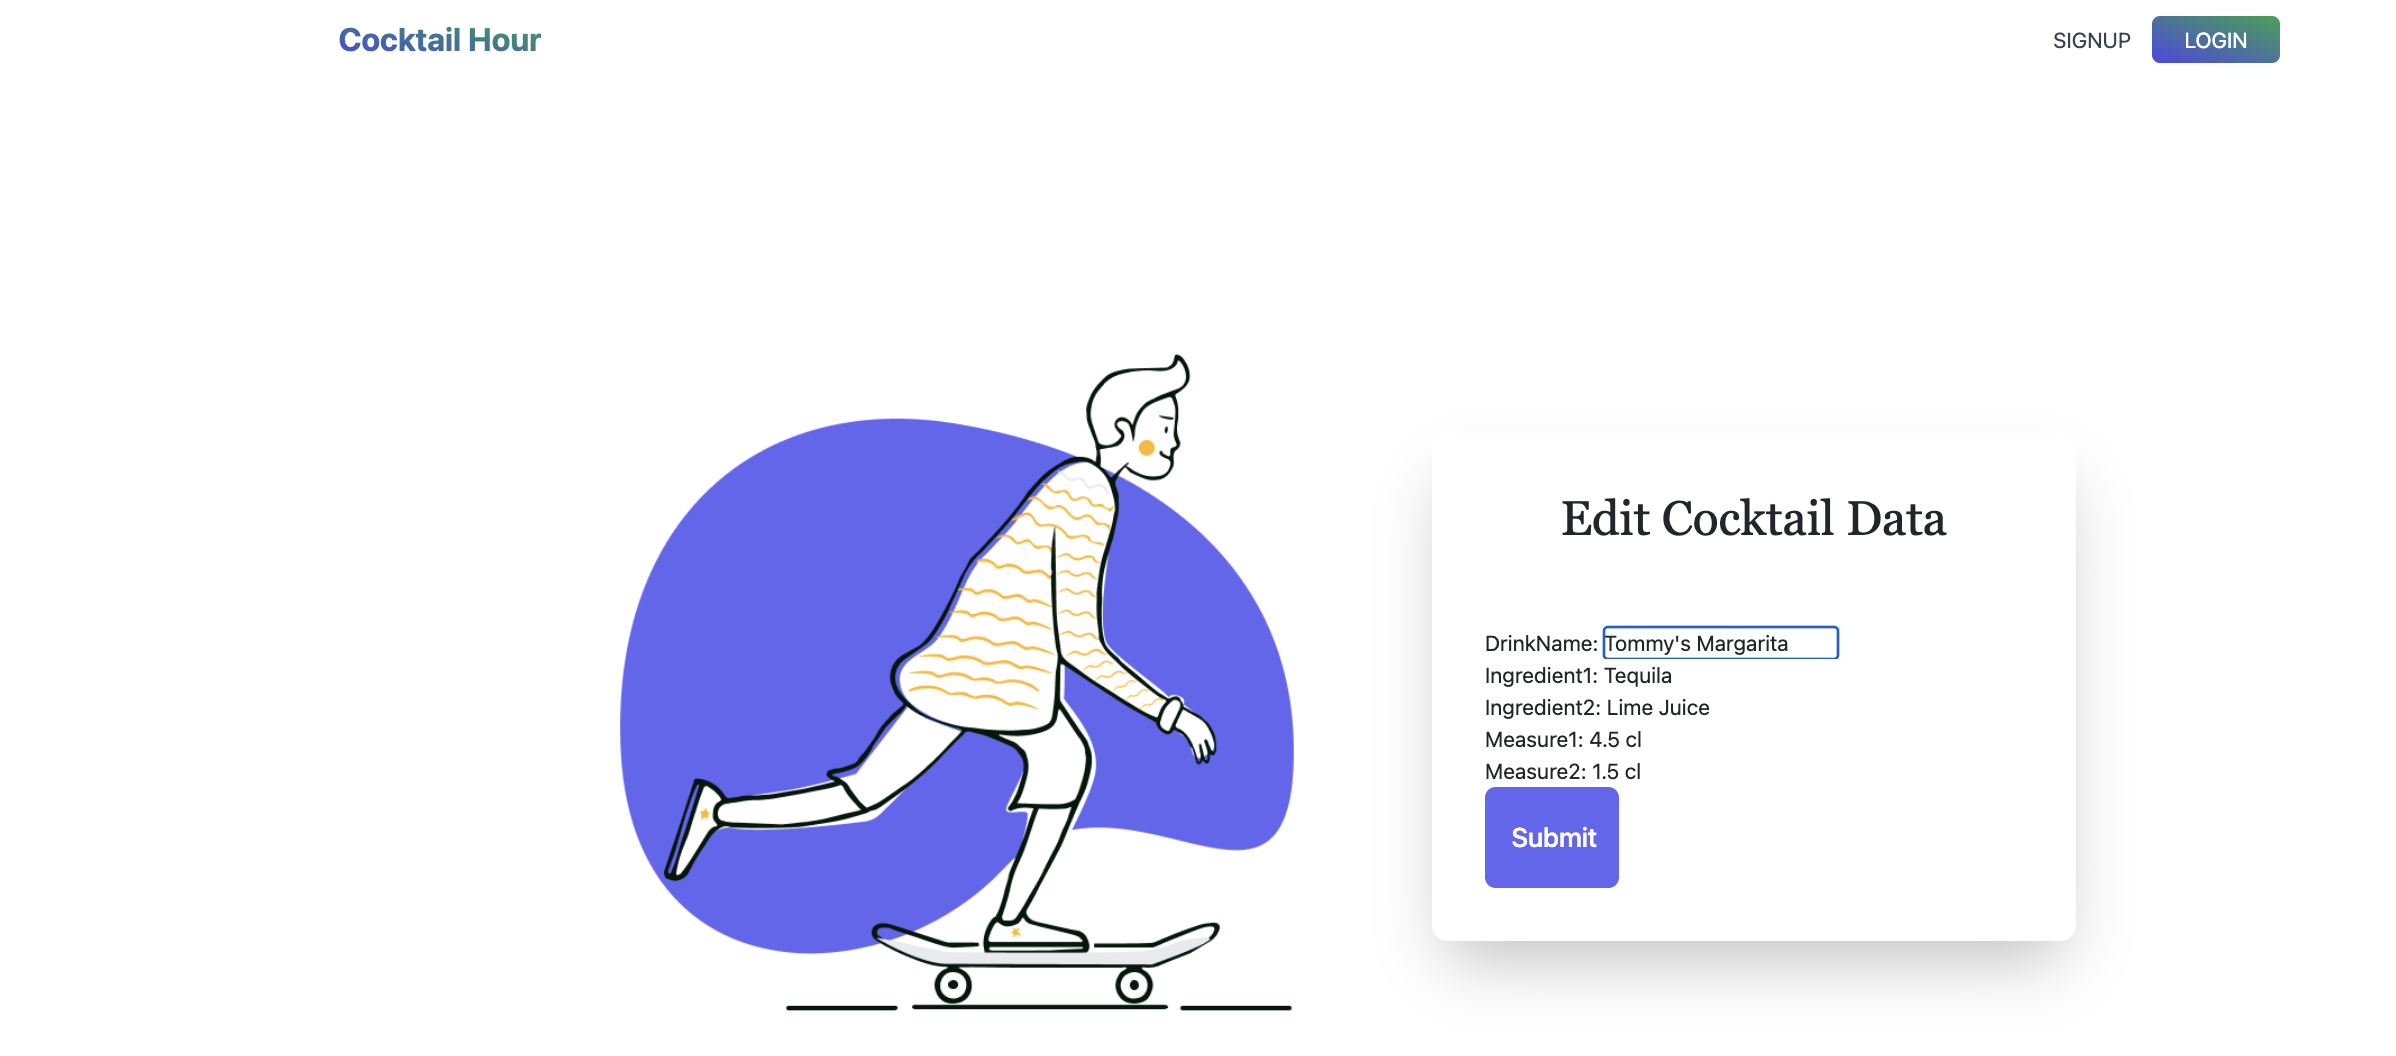 Cocktail Hour
SIGNUP
LOGIN
Edit Cocktail Data
DrinkName: Tommy's Margarita
Ingredient1: Tequila
Ingredient2: Lime Juice
Measure1: 4.5 cl
Measure2: 1.5 cl
Submit